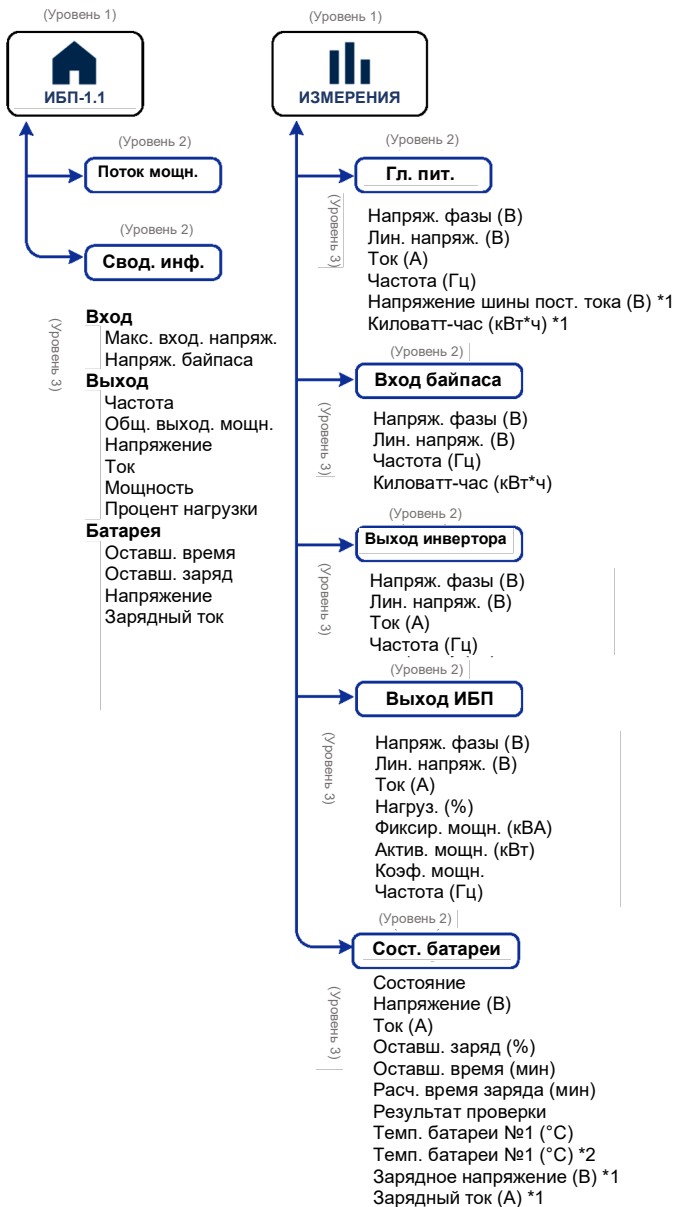 (Уровень 1)
ИБП-1.1
(Уровень 2)
Поток мощн.
(Уровень 2)
Свод. инф.
(Уровень 3)
Вход
Макс. вход. напряж.
Напряж. байпаса
Выход
Частота
Общ. выход. мощн.
Напряжение
Ток
Мощность
Процент нагрузки
Батарея
Оставш. время
Оставш. заряд
Напряжение
Зарядный ток
(Уровень 1)
ИЗМЕРЕНИЯ
(Уровень 2)
Гл. пит.
(Уровень 3)
Напряж. фазы (В)
Лин. напряж. (В)
Ток (А)
Частота (Гц)
Напряжение шины пост. тока (В) *1
Киловатт-час (кВт*ч) *1
(Уровень 2)
Вход байпаса
(Уровень 3)
Напряж. фазы (В)
Лин. напряж. (В)
Частота (Гц)
Киловатт-час (кВт*ч)
(Уровень 2)
Выход инвертора
(Уровень 3)
Напряж. фазы (В)
Лин. напряж. (В)
Ток (А)
Частота (Гц)
(Уровень 2)
Выход ИБП
(Уровень 3)
Напряж. фазы (В)
Лин. напряж. (В)
Ток (А)
Нагруз. (%)
Фиксир. мощн. (кВА)
Актив. мощн. (кВт)
Коэф. мощн.
Частота (Гц)
(Уровень 2)
Сост. батареи
(Уровень 3)
Состояние
Напряжение (В)
Ток (А)
Оставш. заряд (%)
Оставш. время (мин)
Расч. время заряда (мин)
Результат проверки
Темп. батареи №1 (°C)
Темп. батареи №1 (°C) *2
Зарядное напряжение (В) *1
Зарядный ток (А) *1